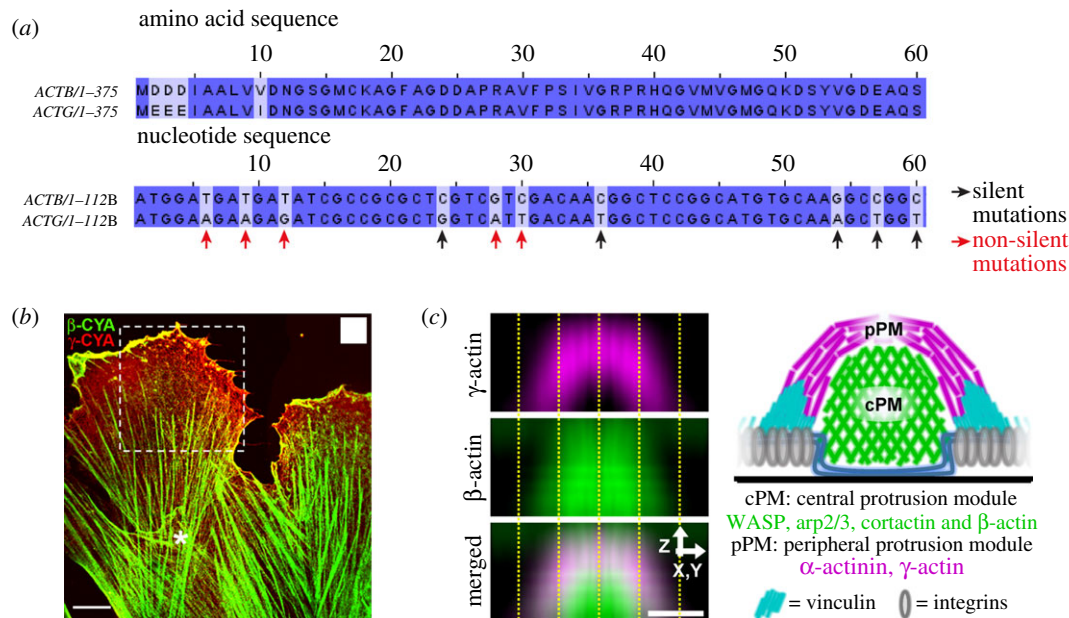 (a)
amino acid sequence
10 20 30 40 50 60
ACTB/1–375 MDDDIAALVVDNGSGMCKAGFAGDDAPRAVFPSIVGRPRHQGVMVGMGQKDSYVGDEAQS
ACTG/1–375 MEEEIAALVIDNGSGMCKAGFAGDDAPRAVFPSIVGRPRHQGVMVGMGQKDSYVGDEAQS
nucleotide sequence
10 20 30 40 50 60
ACTB/1–112B ATGGATGATGATATCGCCGCGCTCGTCGTCGACAACGGCTCCGGCATGTGCAAGGCCGGC
ACTG/1–112B ATGGAAGAAGAGATCGCCGCGCTGGTCATTGACAATGGCTCCGGCATGTGCAAAGCTGGT
silent
mutations
non-silent
mutations
(b)
β-CYA
γ-CYA
*
(c)
γ-actin
β-actin
merged
Z
X,Y
pPM
cPM
cPM: central protrusion module
WASP, arp2/3, cortactin and β-actin
pPM: peripheral protrusion module
α-actinin, γ-actin
= vinculin = integrins